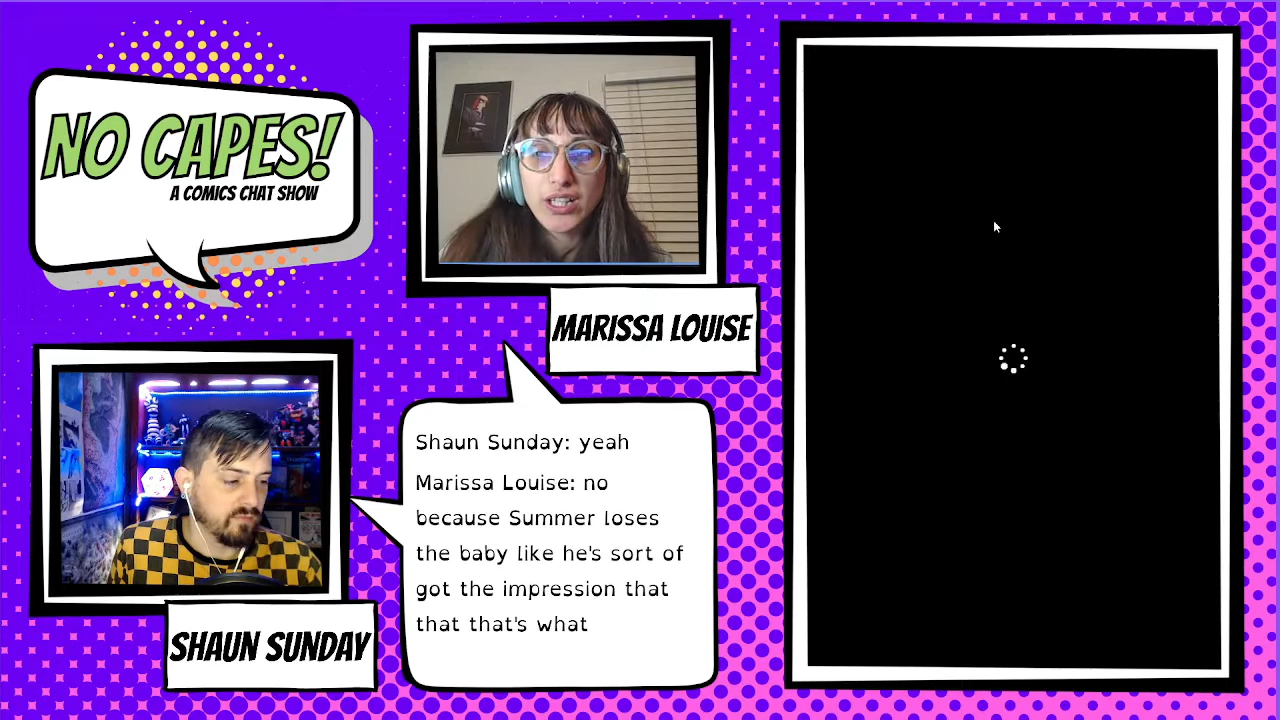 NO CAPES!
A COMICS CHAT SHOW
MARISSA LOUISE
Shaun Sunday: yeah
Marissa Louise: no
because Summer loses
the baby like he's sort of
got the impression that
that that's what
SHAUN SUNDAY